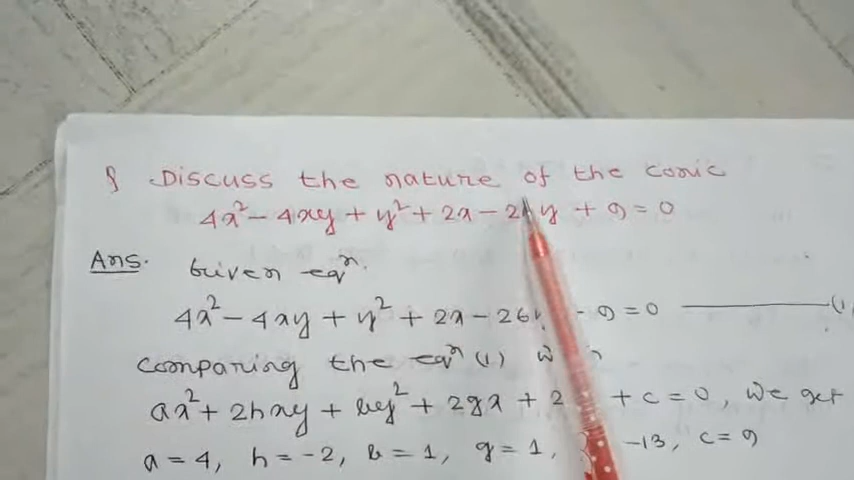 Discuss the nature of the conic
4x² - 4xy + y² + 2x - 2 y + 9 = 0
Ans. Given eqⁿ.
4x² - 4xy + y² + 2x - 26 - 9 = 0 (1)
comparing the eqⁿ (1)
ax² + 2hxy + by² + 2gx + 2 + c = 0, we get
a = 4, h = -2, b = 1, g = 1, -13, c = 9